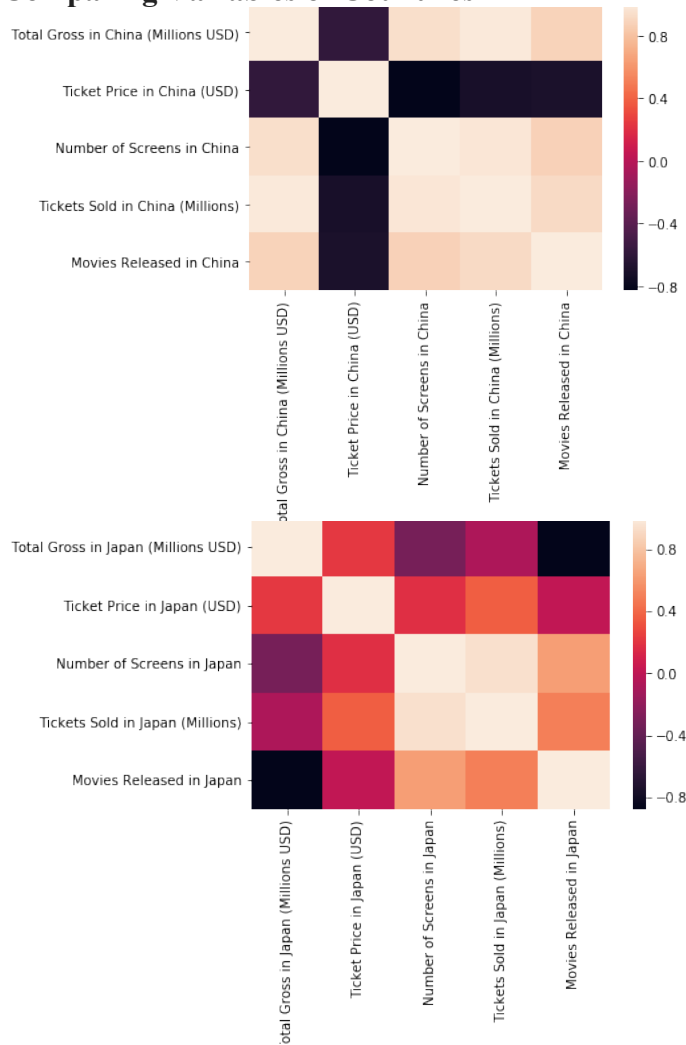 Comparing Variables of Countries
Total Gross in China (Millions USD)
Ticket Price in China (USD)
Number of Screens in China
Tickets Sold in China (Millions)
Movies Released in China
0.8
0.4
0.0
−0.4
−0.8
otal Gross in China (Millions USD)
Ticket Price in China (USD)
Number of Screens in China
Tickets Sold in China (Millions)
Movies Released in China
Total Gross in Japan (Millions USD)
Ticket Price in Japan (USD)
Number of Screens in Japan
Tickets Sold in Japan (Millions)
Movies Released in Japan
0.8
0.4
0.0
−0.4
−0.8
otal Gross in Japan (Millions USD)
Ticket Price in Japan (USD)
Number of Screens in Japan
Tickets Sold in Japan (Millions)
Movies Released in Japan